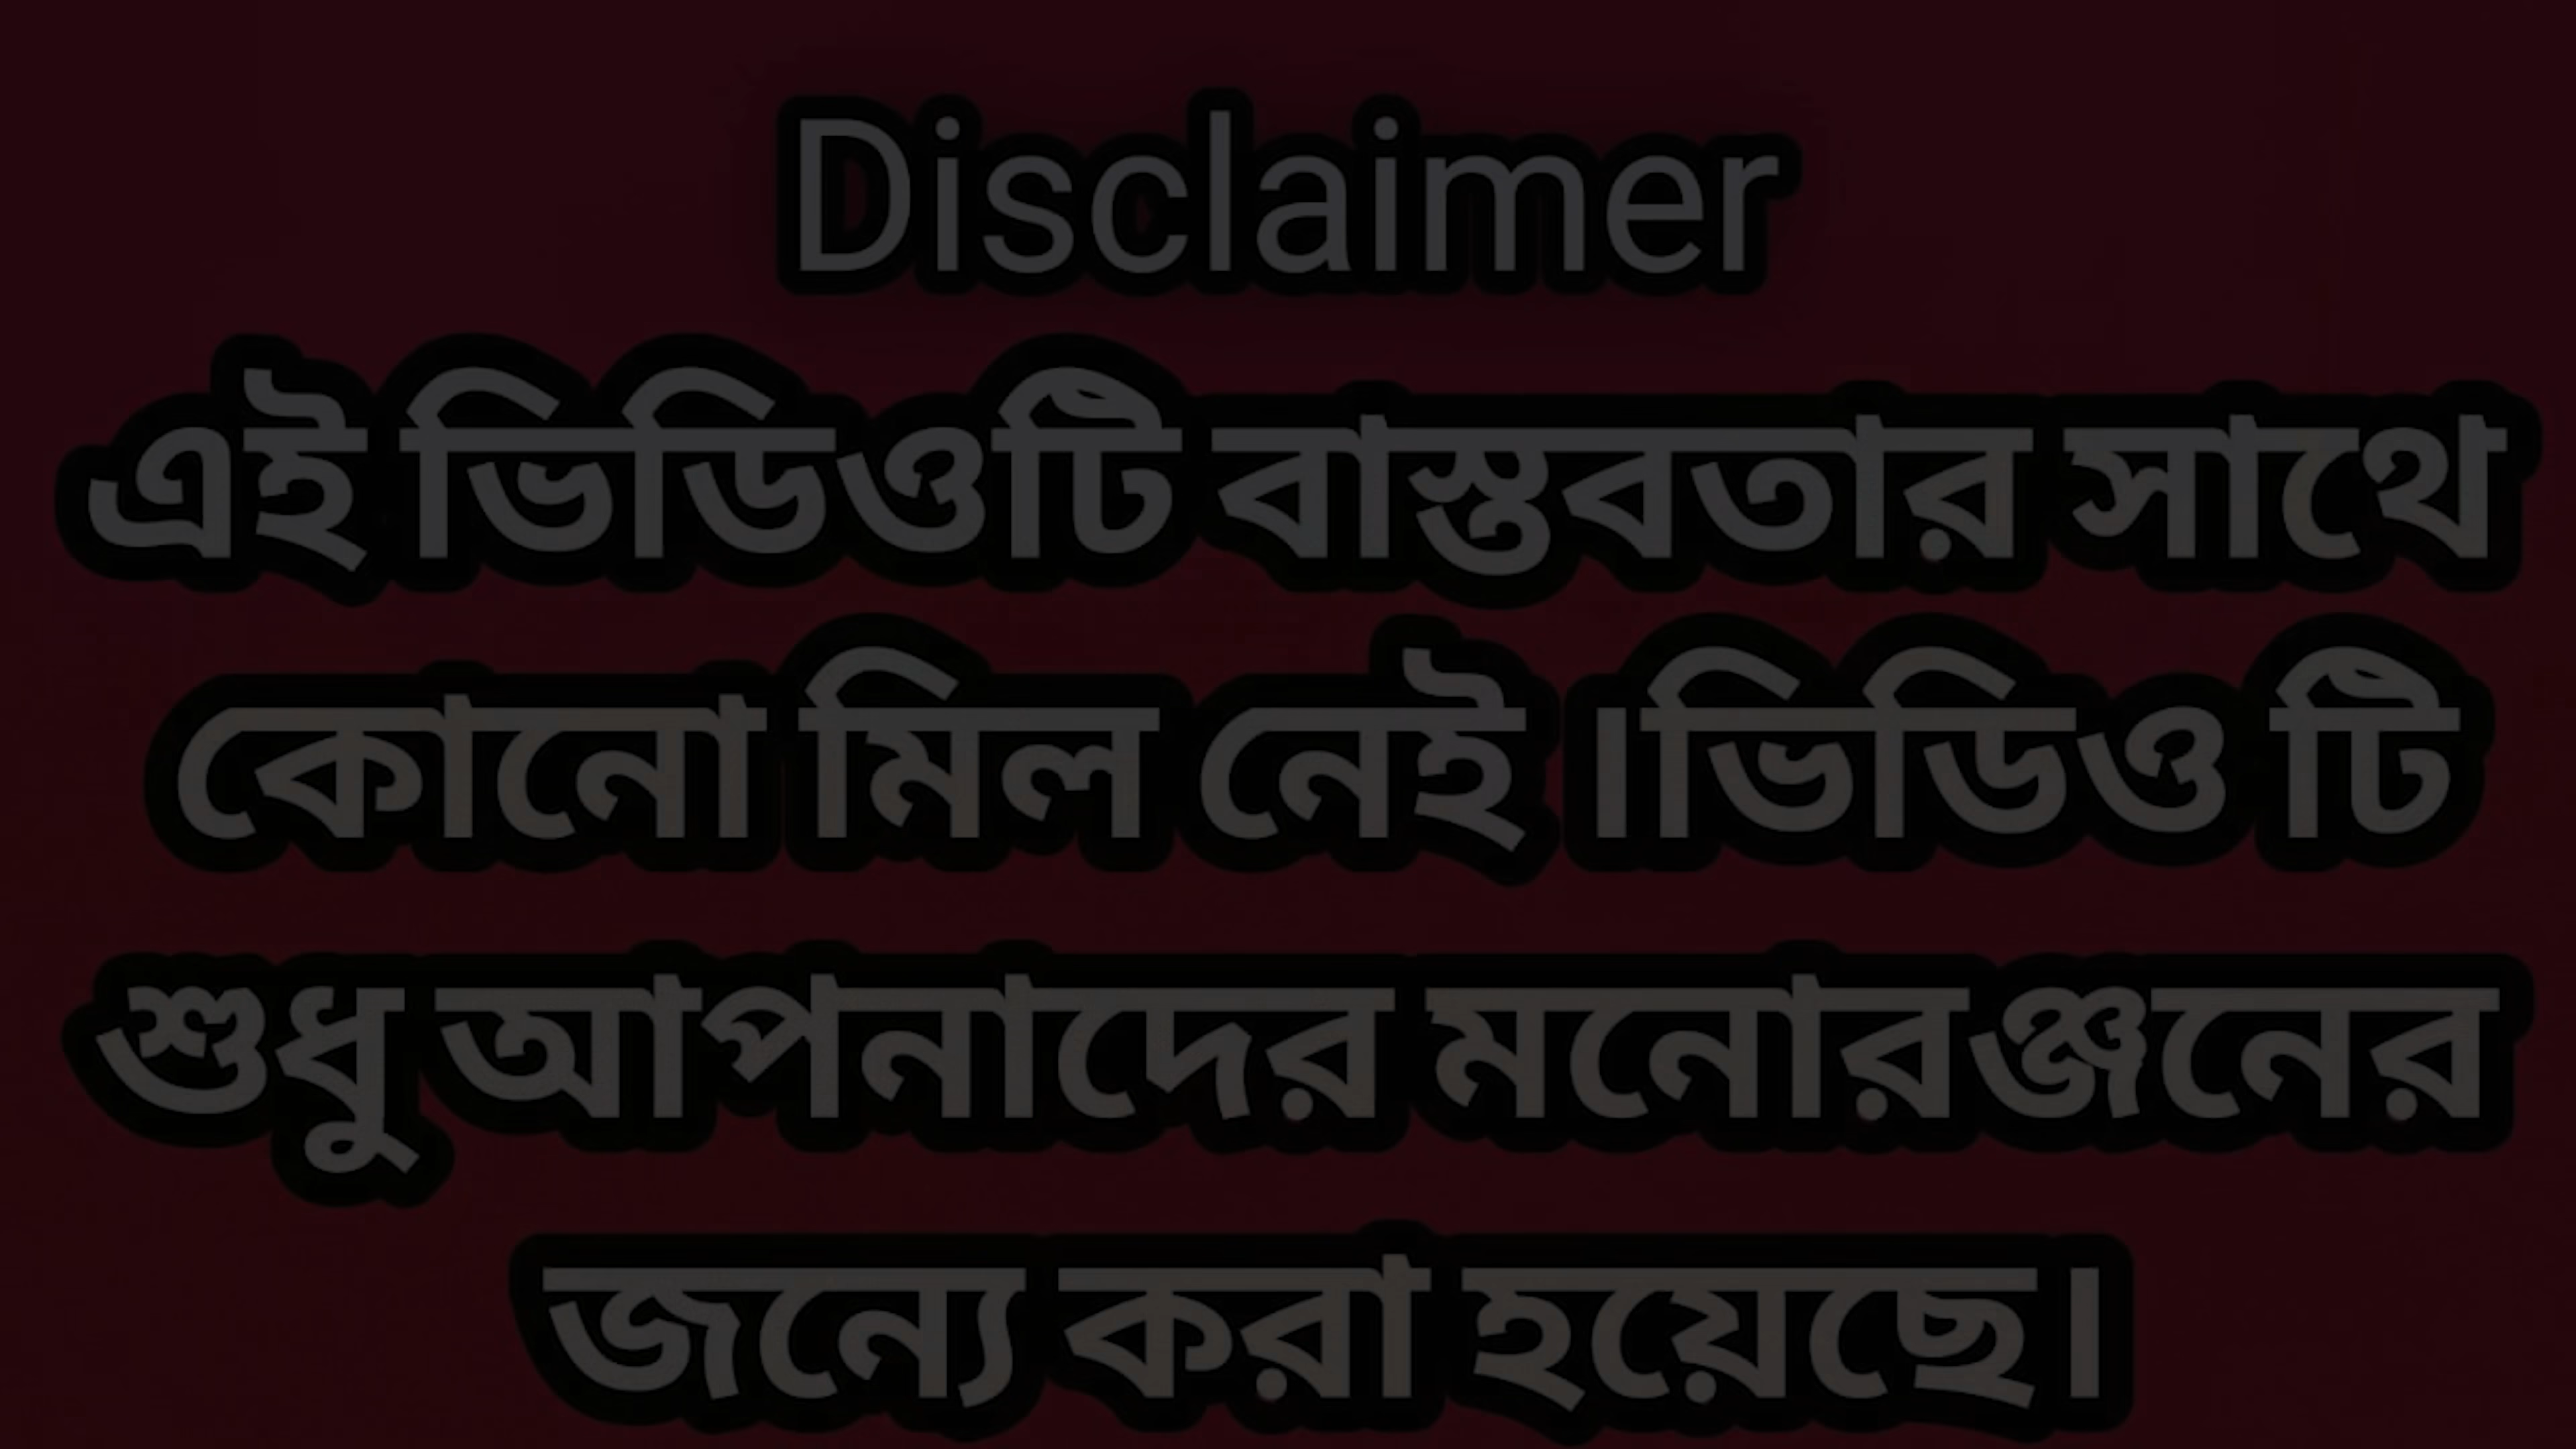 Disclaimer
এই ভিডিওটি বাস্তবতার সাথে
কোনো মিল নেই ।ভিডিও টি
শুধু আপনাদের মনোরঞ্জনের
জন্যে করা হয়েছে।